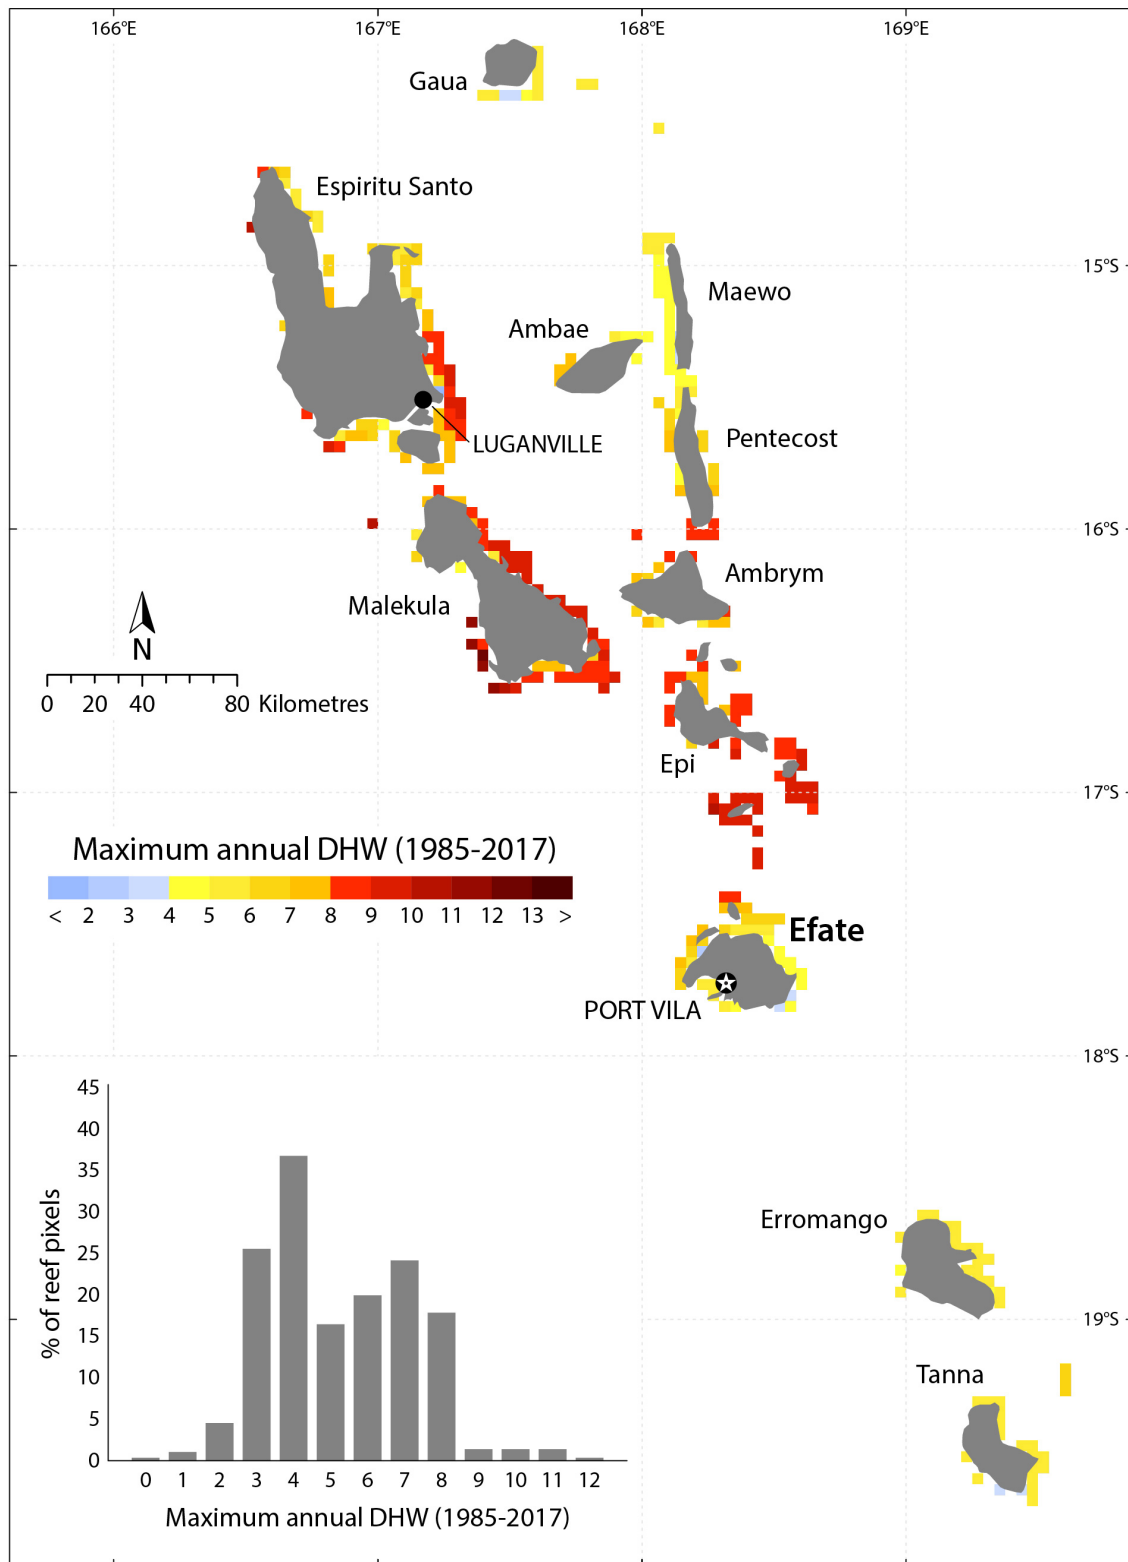 166°E 167°E 168°E 169°E
Gaua
Espiritu Santo
15°S
Maewo
Ambae
Pentecost
LUGANVILLE
16°S
Ambrym
Malekula
N
0 20 40 80 Kilometres
Epi
17°S
Maximum annual DHW (1985-2017)
< 2 3 4 5 6 7 8 9 10 11 12 13 >
Efate
PORT VILA
18°S
45
40
35
30
25
20
15
10
5
0
% of reef pixels
0 1 2 3 4 5 6 7 8 9 10 11 12
Maximum annual DHW (1985-2017)
Erromango
19°S
Tanna